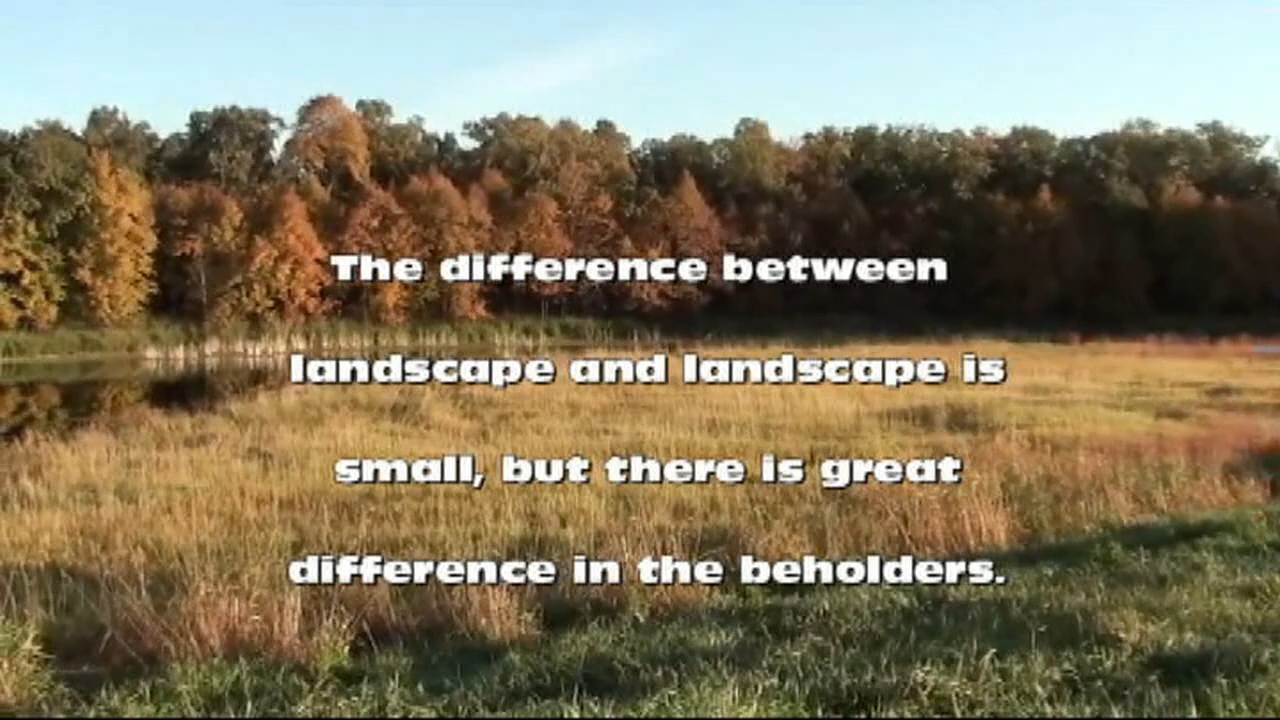 The difference between
landscape and landscape is
small, but there is great
difference in the beholders.